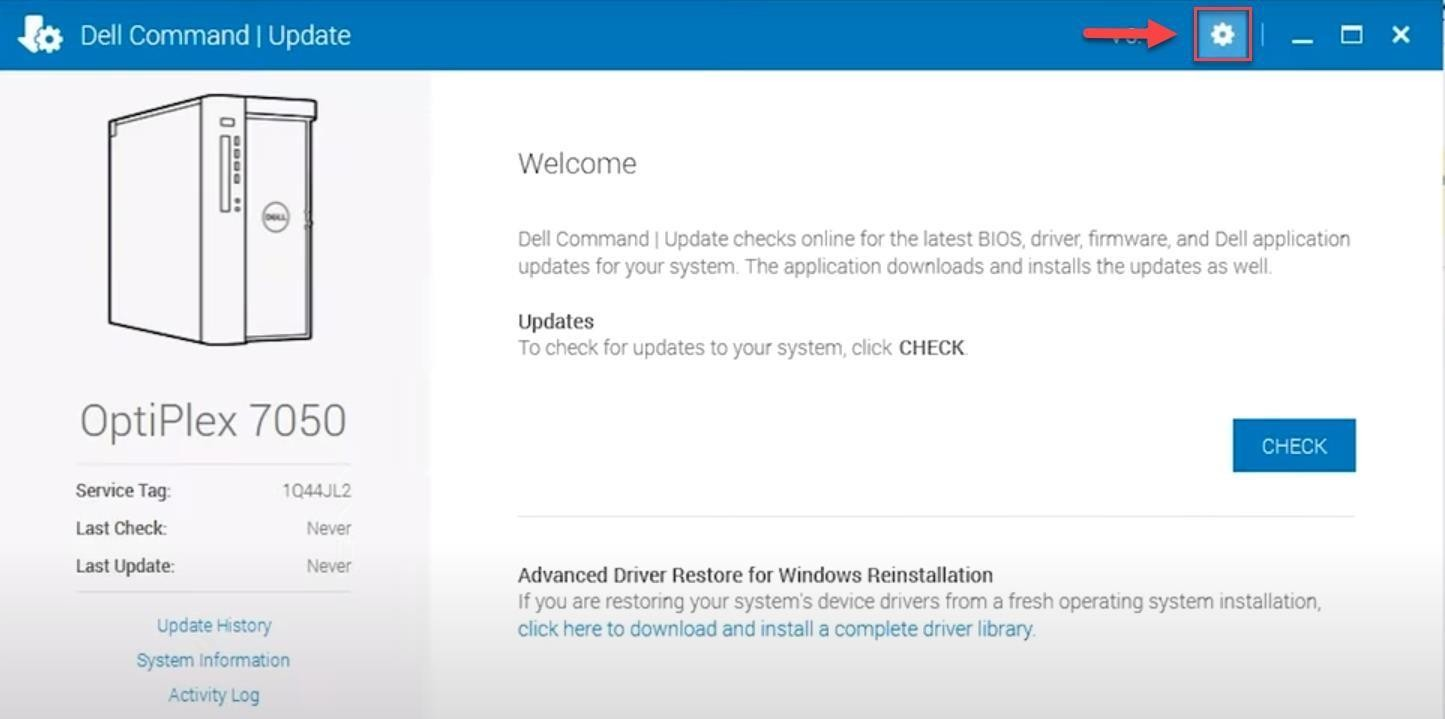 Dell Command | Update
DELL
OptiPlex 7050
Service Tag: 1Q44JL2
Last Check: Never
Last Update: Never
Update History
System Information
Activity Log
Welcome
Dell Command | Update checks online for the latest BIOS, driver, firmware, and Dell application
updates for your system. The application downloads and installs the updates as well.
Updates
To check for updates to your system, click CHECK.
CHECK
Advanced Driver Restore for Windows Reinstallation
If you are restoring your system's device drivers from a fresh operating system installation,
click here to download and install a complete driver library.